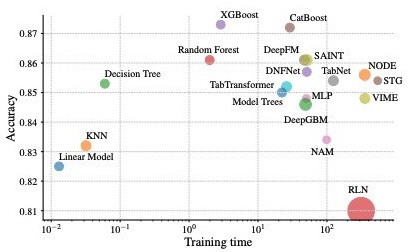 XGBoost
CatBoost
0.87
Random Forest
DeepFM
SAINT
0.86
DNFNet
TabNet
NODE
Decision Tree
STG
TabTransformer
0.85
Model Trees
MLP
VIME
DeepGBM
0.84
KNN
NAM
0.83
Linear Model
0.82
RLN
0.81
10⁻² 10⁻¹ 10⁰ 10¹ 10²
Training time
Accuracy